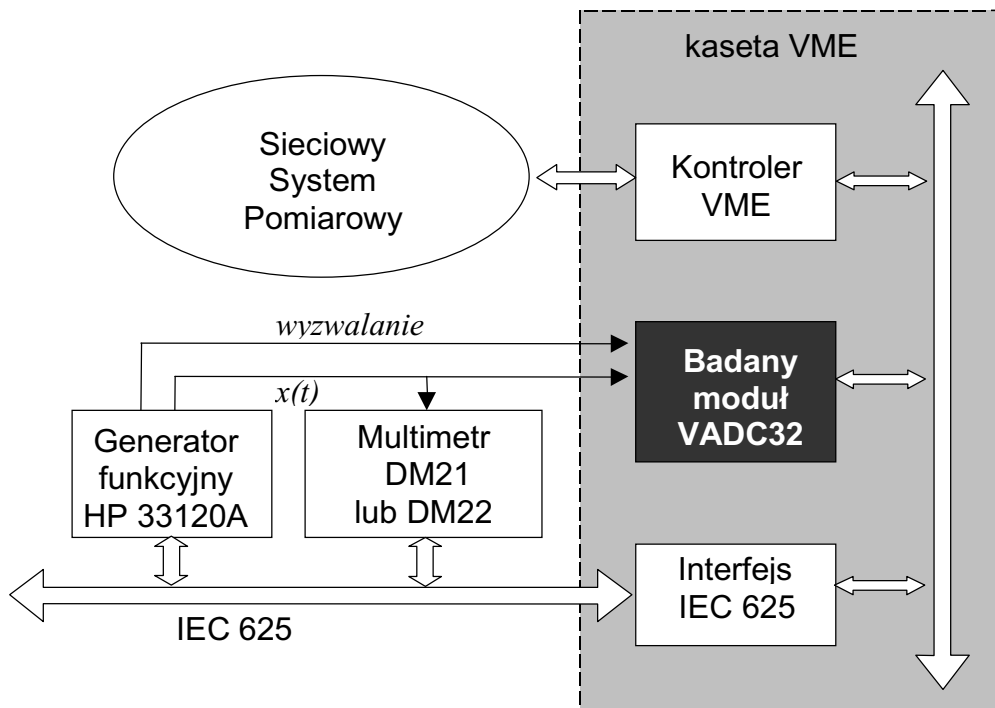 kaseta VME
Sieciowy
System
Pomiarowy
Kontroler
VME
wyzwalanie
x(t)
Badany
moduł
VADC32
Generator
funkcyjny
HP 33120A
Multimetr
DM21
lub DM22
Interfejs
IEC 625
IEC 625